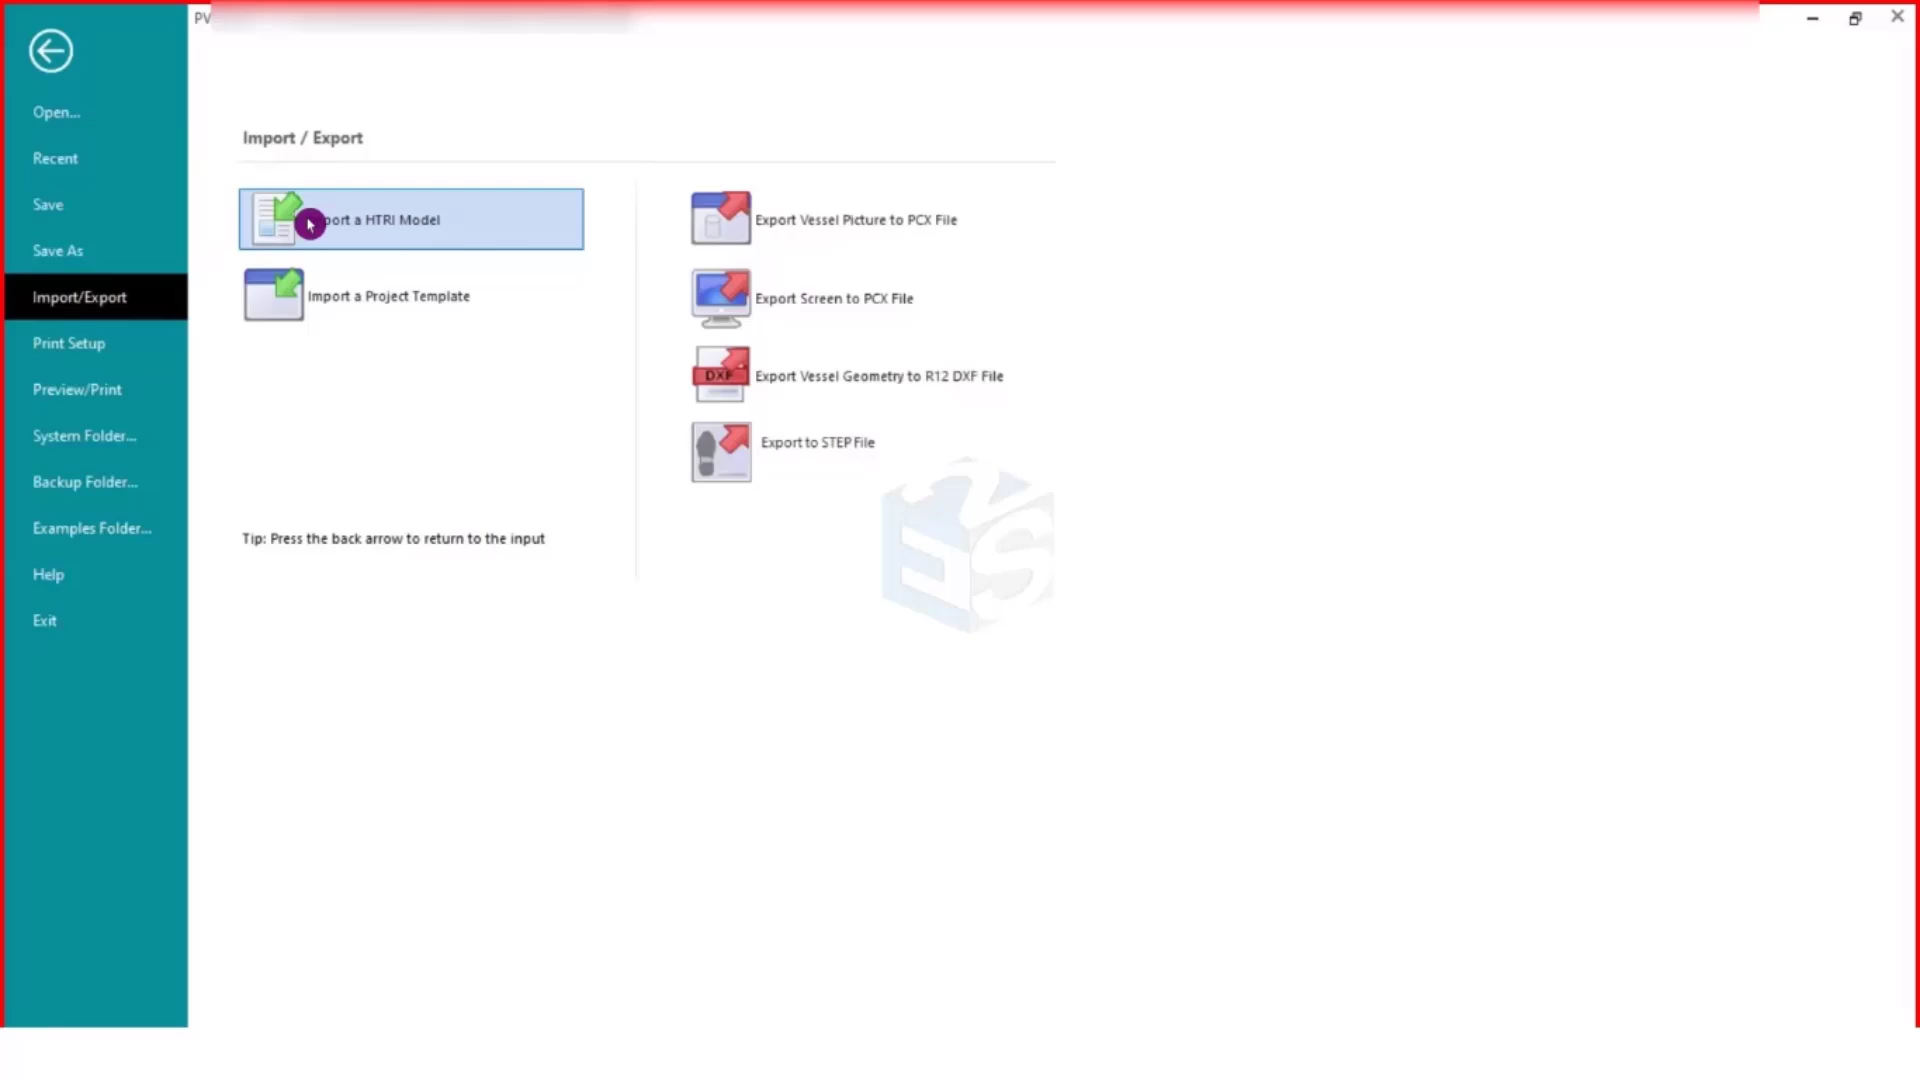 PV
Open...
Recent
Save
Save As
Import/Export
Print Setup
Preview/Print
System Folder...
Backup Folder...
Examples Folder...
Help
Exit
Import / Export
port a HTRI Model
Import a Project Template
Tip: Press the back arrow to return to the input
Export Vessel Picture to PCX File
Export Screen to PCX File
DXF
Export Vessel Geometry to R12 DXF File
Export to STEP File